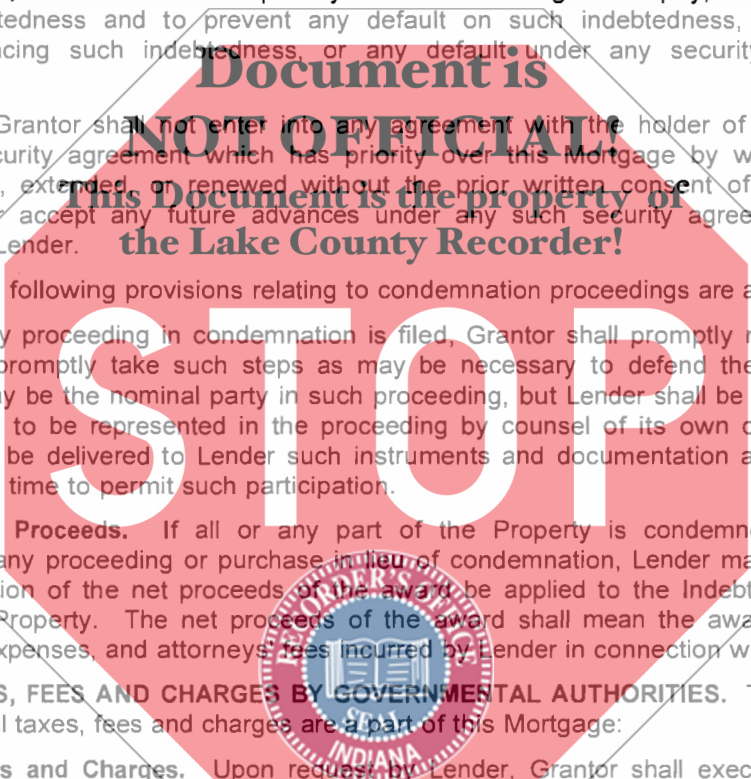 tedness and to prevent any default on such indebtedness,
ncing such indebtedness, or any default under any security
Document is
Grantor shall not enter into any agreement with the holder of
NOT OFFICIAL!
curity agreement which has priority over this Mortgage by w
, extended, or renewed without the prior written consent of
This Document is the property of
r accept any future advances under any such security agree
Lender.
the Lake County Recorder!
following provisions relating to condemnation proceedings are a
y proceeding in condemnation is filed, Grantor shall promptly
promptly take such steps as may be necessary to defend the
y be the nominal party in such proceeding, but Lender shall be
to be represented in the proceeding by counsel of its own c
be delivered to Lender such instruments and documentation a
time to permit such participation.
STOP
Proceeds. If all or any part of the Property is condemn
any proceeding or purchase in lieu of condemnation, Lender ma
ion of the net proceeds of the award be applied to the Indebt
Property. The net proceeds of the award shall mean the awa
xpenses, and attorneys' fees incurred by Lender in connection w
RECORDER'S OFFICE
SEAL
INDIANA
S, FEES AND CHARGES BY GOVERNMENTAL AUTHORITIES. T
l taxes, fees and charges are a part of this Mortgage:
s and Charges. Upon request by Lender, Grantor shall exec